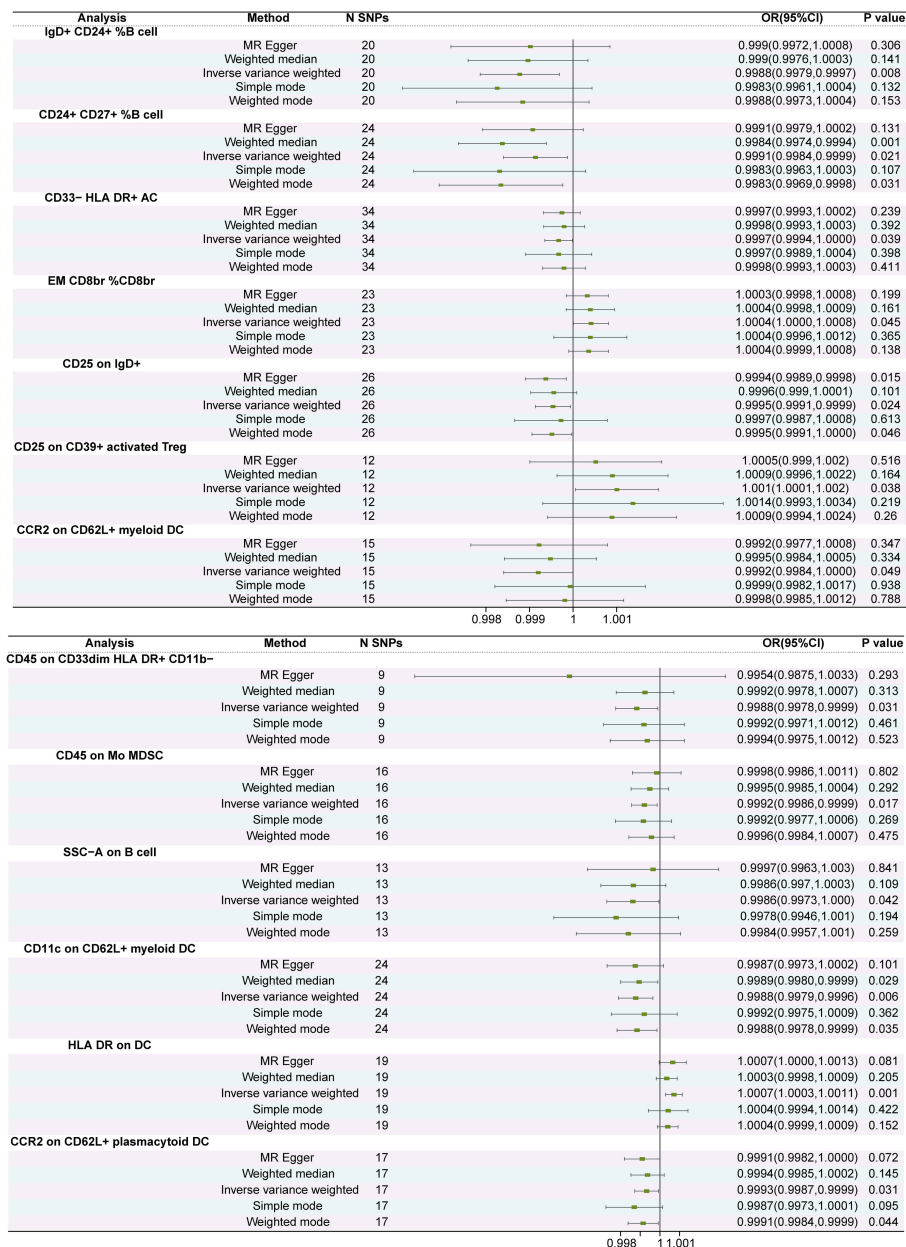 Analysis Method N SNPs OR(95%CI) P value
IgD+ CD24+ %B cell
MR Egger 20 0.999(0.9972,1.0008) 0.306
Weighted median 20 0.999(0.9976,1.0003) 0.141
Inverse variance weighted 20 0.9988(0.9979,0.9997) 0.008
Simple mode 20 0.9983(0.9961,1.0004) 0.132
Weighted mode 20 0.9988(0.9973,1.0004) 0.153
CD24+ CD27+ %B cell
MR Egger 24 0.9991(0.9979,1.0002) 0.131
Weighted median 24 0.9984(0.9974,0.9994) 0.001
Inverse variance weighted 24 0.9991(0.9984,0.9999) 0.021
Simple mode 24 0.9983(0.9963,1.0003) 0.107
Weighted mode 24 0.9983(0.9969,0.9998) 0.031
CD33− HLA DR+ AC
MR Egger 34 0.9997(0.9993,1.0002) 0.239
Weighted median 34 0.9998(0.9993,1.0003) 0.392
Inverse variance weighted 34 0.9997(0.9994,1.0000) 0.039
Simple mode 34 0.9997(0.9989,1.0004) 0.398
Weighted mode 34 0.9998(0.9993,1.0003) 0.411
EM CD8br %CD8br
MR Egger 23 1.0003(0.9998,1.0008) 0.199
Weighted median 23 1.0004(0.9998,1.0009) 0.161
Inverse variance weighted 23 1.0004(1.0000,1.0008) 0.045
Simple mode 23 1.0004(0.9996,1.0012) 0.365
Weighted mode 23 1.0004(0.9999,1.0008) 0.138
CD25 on IgD+
MR Egger 26 0.9994(0.9989,0.9998) 0.015
Weighted median 26 0.9996(0.999,1.0001) 0.101
Inverse variance weighted 26 0.9995(0.9991,0.9999) 0.024
Simple mode 26 0.9997(0.9987,1.0008) 0.613
Weighted mode 26 0.9995(0.9991,1.0000) 0.046
CD25 on CD39+ activated Treg
MR Egger 12 1.0005(0.999,1.002) 0.516
Weighted median 12 1.0009(0.9996,1.0022) 0.164
Inverse variance weighted 12 1.001(1.0001,1.002) 0.038
Simple mode 12 1.0014(0.9993,1.0034) 0.219
Weighted mode 12 1.0009(0.9994,1.0024) 0.26
CCR2 on CD62L+ myeloid DC
MR Egger 15 0.9992(0.9977,1.0008) 0.347
Weighted median 15 0.9995(0.9984,1.0005) 0.334
Inverse variance weighted 15 0.9992(0.9984,1.0000) 0.049
Simple mode 15 0.9999(0.9982,1.0017) 0.938
Weighted mode 15 0.9998(0.9985,1.0012) 0.788
0.998 0.999 1 1.001
Analysis Method N SNPs OR(95%CI) P value
CD45 on CD33dim HLA DR+ CD11b−
MR Egger 9 0.9954(0.9875,1.0033) 0.293
Weighted median 9 0.9992(0.9978,1.0007) 0.313
Inverse variance weighted 9 0.9988(0.9978,0.9999) 0.031
Simple mode 9 0.9992(0.9971,1.0012) 0.461
Weighted mode 9 0.9994(0.9975,1.0012) 0.523
CD45 on Mo MDSC
MR Egger 16 0.9998(0.9986,1.0011) 0.802
Weighted median 16 0.9995(0.9985,1.0004) 0.292
Inverse variance weighted 16 0.9992(0.9986,0.9999) 0.017
Simple mode 16 0.9992(0.9977,1.0006) 0.269
Weighted mode 16 0.9996(0.9984,1.0007) 0.475
SSC−A on B cell
MR Egger 13 0.9997(0.9963,1.003) 0.841
Weighted median 13 0.9986(0.997,1.0003) 0.109
Inverse variance weighted 13 0.9986(0.9973,1.000) 0.042
Simple mode 13 0.9978(0.9946,1.001) 0.194
Weighted mode 13 0.9984(0.9957,1.001) 0.259
CD11c on CD62L+ myeloid DC
MR Egger 24 0.9987(0.9973,1.0002) 0.101
Weighted median 24 0.9989(0.9980,0.9999) 0.029
Inverse variance weighted 24 0.9988(0.9979,0.9996) 0.006
Simple mode 24 0.9992(0.9975,1.0009) 0.362
Weighted mode 24 0.9988(0.9978,0.9999) 0.035
HLA DR on DC
MR Egger 19 1.0007(1.0000,1.0013) 0.081
Weighted median 19 1.0003(0.9998,1.0009) 0.205
Inverse variance weighted 19 1.0007(1.0003,1.0011) 0.001
Simple mode 19 1.0004(0.9994,1.0014) 0.422
Weighted mode 19 1.0004(0.9999,1.0009) 0.152
CCR2 on CD62L+ plasmacytoid DC
MR Egger 17 0.9991(0.9982,1.0000) 0.072
Weighted median 17 0.9994(0.9985,1.0002) 0.145
Inverse variance weighted 17 0.9993(0.9987,0.9999) 0.031
Simple mode 17 0.9987(0.9973,1.0001) 0.095
Weighted mode 17 0.9991(0.9984,0.9999) 0.044
0.998 1 1.001